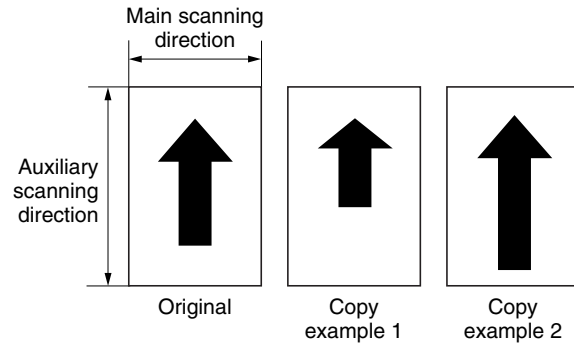 Main scanning
direction
Auxiliary
scanning
direction
Original
Copy
example 1
Copy
example 2